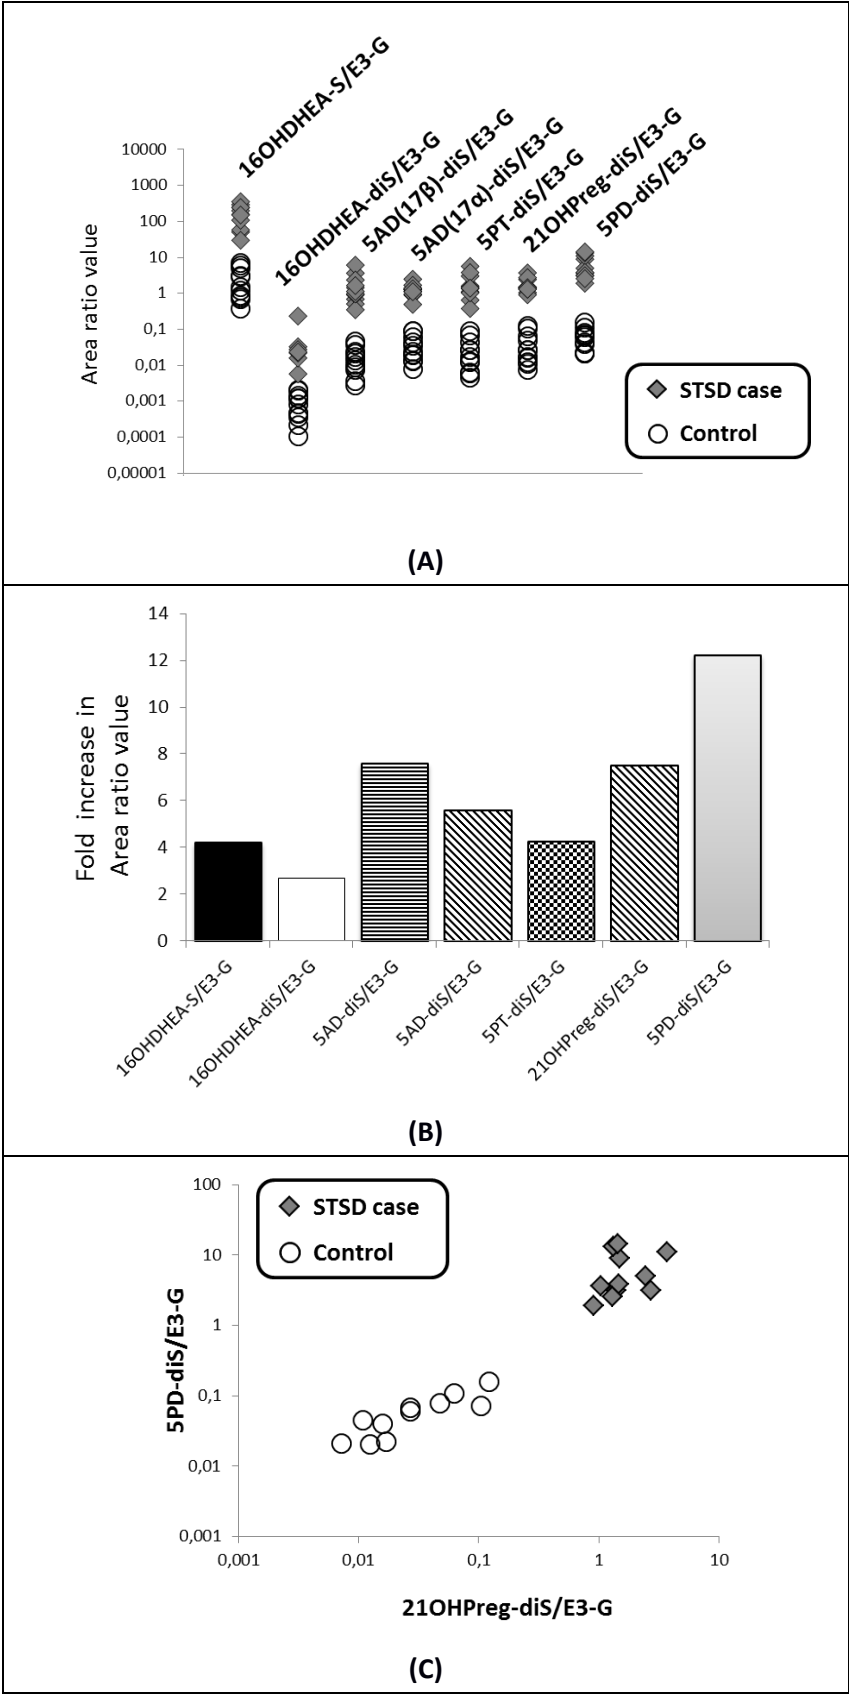 16OHDHEA-S/E3-G
16OHDHEA-diS/E3-G
5AD(17β)-diS/E3-G
5AD(17α)-diS/E3-G
5PT-diS/E3-G
21OHPreg-diS/E3-G
5PD-diS/E3-G
Area ratio value
10000
1000
100
10
1
0,1
0,01
0,001
0,0001
0,00001
STSD case
Control
(A)
Fold increase in
Area ratio value
14
12
10
8
6
4
2
0
16OHDHEA-S/E3-G
16OHDHEA-diS/E3-G
5AD-diS/E3-G
5AD-diS/E3-G
5PT-diS/E3-G
21OHPreg-diS/E3-G
5PD-diS/E3-G
(B)
STSD case
Control
5PD-diS/E3-G
100
10
1
0,1
0,01
0,001
0,001
0,01
0,1
1
10
21OHPreg-diS/E3-G
(C)